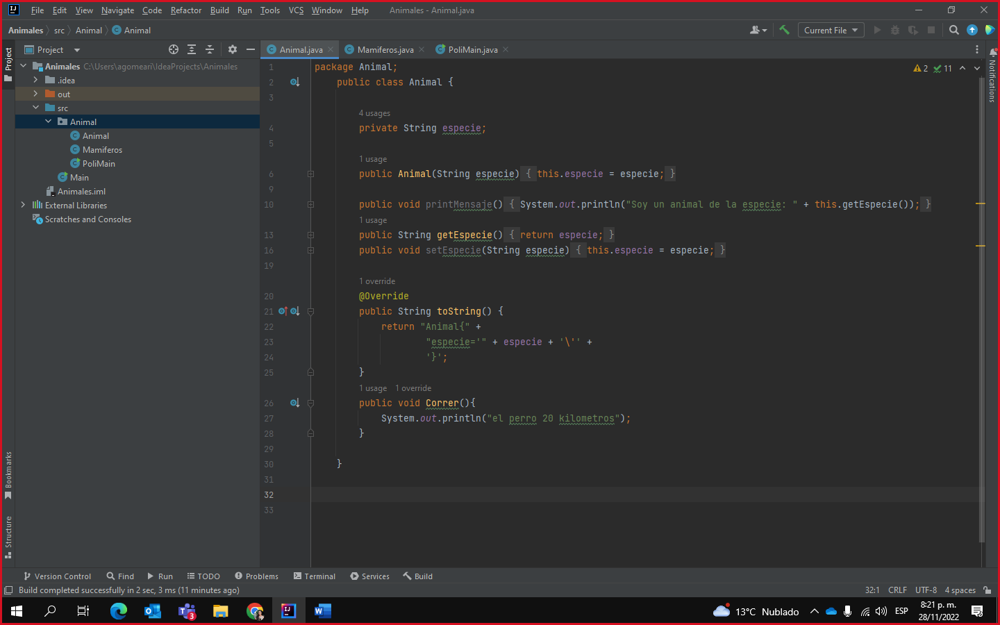 File Edit View Navigate Code Refactor Build Run Tools VCS Window Help Animales - Animal.java
Animales src Animal Animal Current File
Project Animal.java Mamiferos.java PoliMain.java
Animales C:\Users\agomeari\IdeaProjects\Animales
.idea
out
src
Animal
Animal
Mamiferos
PoliMain
Main
Animales.iml
External Libraries
Scratches and Consoles
Project
Bookmarks
Structure
2 11
Notifications
1 package Animal;
2 public class Animal {
3
4 usages
4 private String especie;
5
1 usage
6 public Animal(String especie) { this.especie = especie; }
9
10 public void printMensaje() { System.out.println("Soy un animal de la especie: " + this.getEspecie()); }
1 usage
13 public String getEspecie() { return especie; }
16 public void setEspecie(String especie) { this.especie = especie; }
19
1 override
20 @Override
21 public String toString() {
22 return "Animal{" +
23 "especie='" + especie + '\'' +
24 '}';
25 }
1 usage 1 override
26 public void Correr(){
27 System.out.println("el perro 20 kilometros");
28 }
29
30 }
31
32
33
Version Control Find Run TODO Problems Terminal Services Build
Build completed successfully in 2 sec, 3 ms (11 minutes ago) 32:1 CRLF UTF-8 4 spaces
3 13°C Nublado ESP 8:21 p. m.
28/11/2022